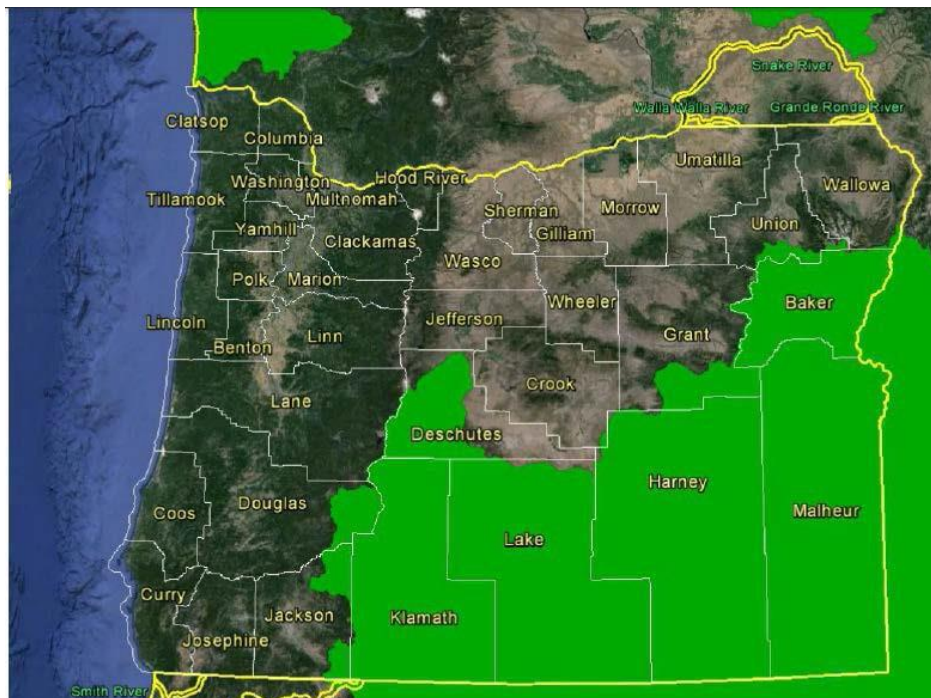 Snake River
Walla Walla River
Grande Ronde River
Clatsop
Columbia
Umatilla
Hood River
Washington
Multnomah
Wallowa
Tillamook
Sherman
Morrow
Union
Yamhill
Clackamas
Gilliam
Wasco
Polk
Marion
Wheeler
Baker
Lincoln
Jefferson
Linn
Grant
Benton
Crook
Lane
Deschutes
Harney
Douglas
Coos
Malheur
Lake
Curry
Jackson
Klamath
Josephine
Smith River